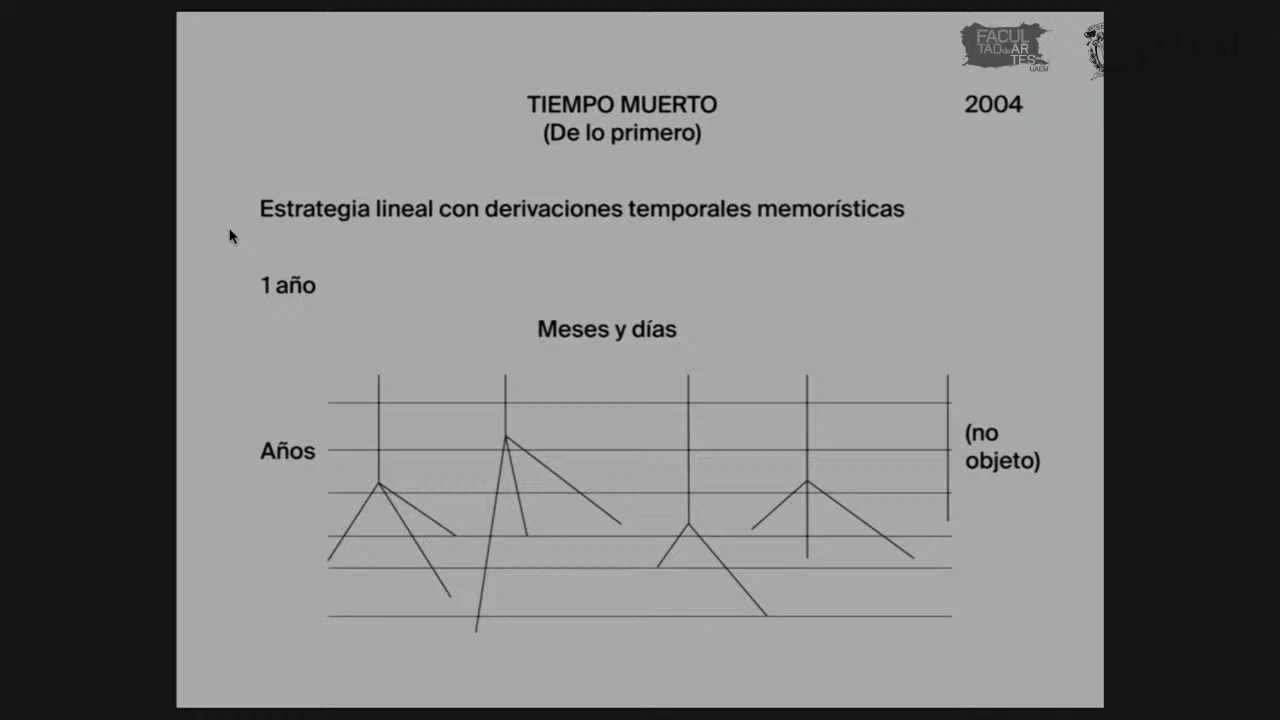 FACUL
TAD de AR
TES
UAEM
TIEMPO MUERTO
2004
(De lo primero)
Estrategia lineal con derivaciones temporales memorísticas
1 año
Meses y días
Años
(no
objeto)